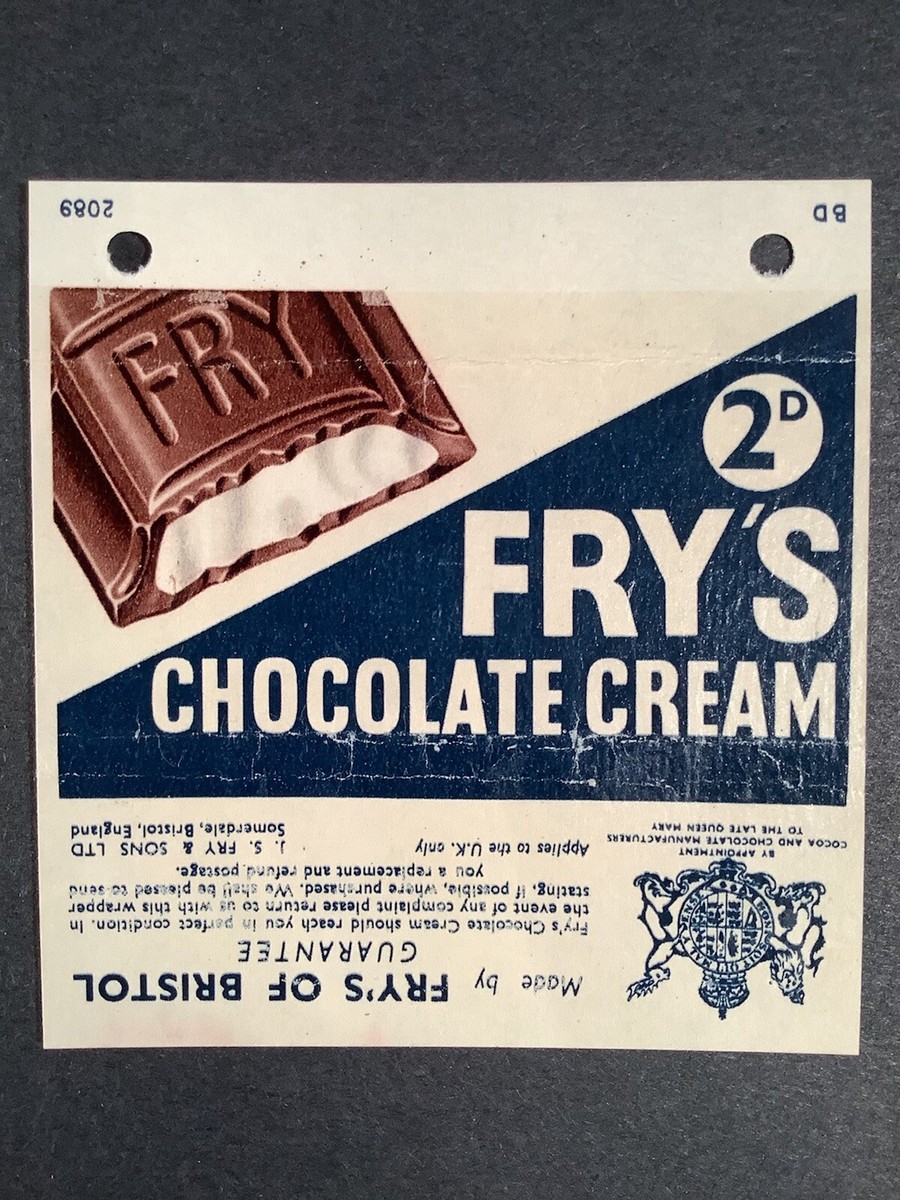 2089
BD
FRY
2D
FRY'S
CHOCOLATE CREAM
Made by FRY'S OF BRISTOL
GUARANTEE
Fry's Chocolate Cream should reach you in perfect condition. In
the event of any complaint please return to us with this wrapper
stating, if possible, where purchased. We shall be pleased to send
you a replacement and refund postage.
Applies to the U.K. only
J. S. FRY & SONS LTD
Somerdale, Bristol, England
BY APPOINTMENT
COCOA AND CHOCOLATE MANUFACTURERS
TO THE LATE QUEEN MARY